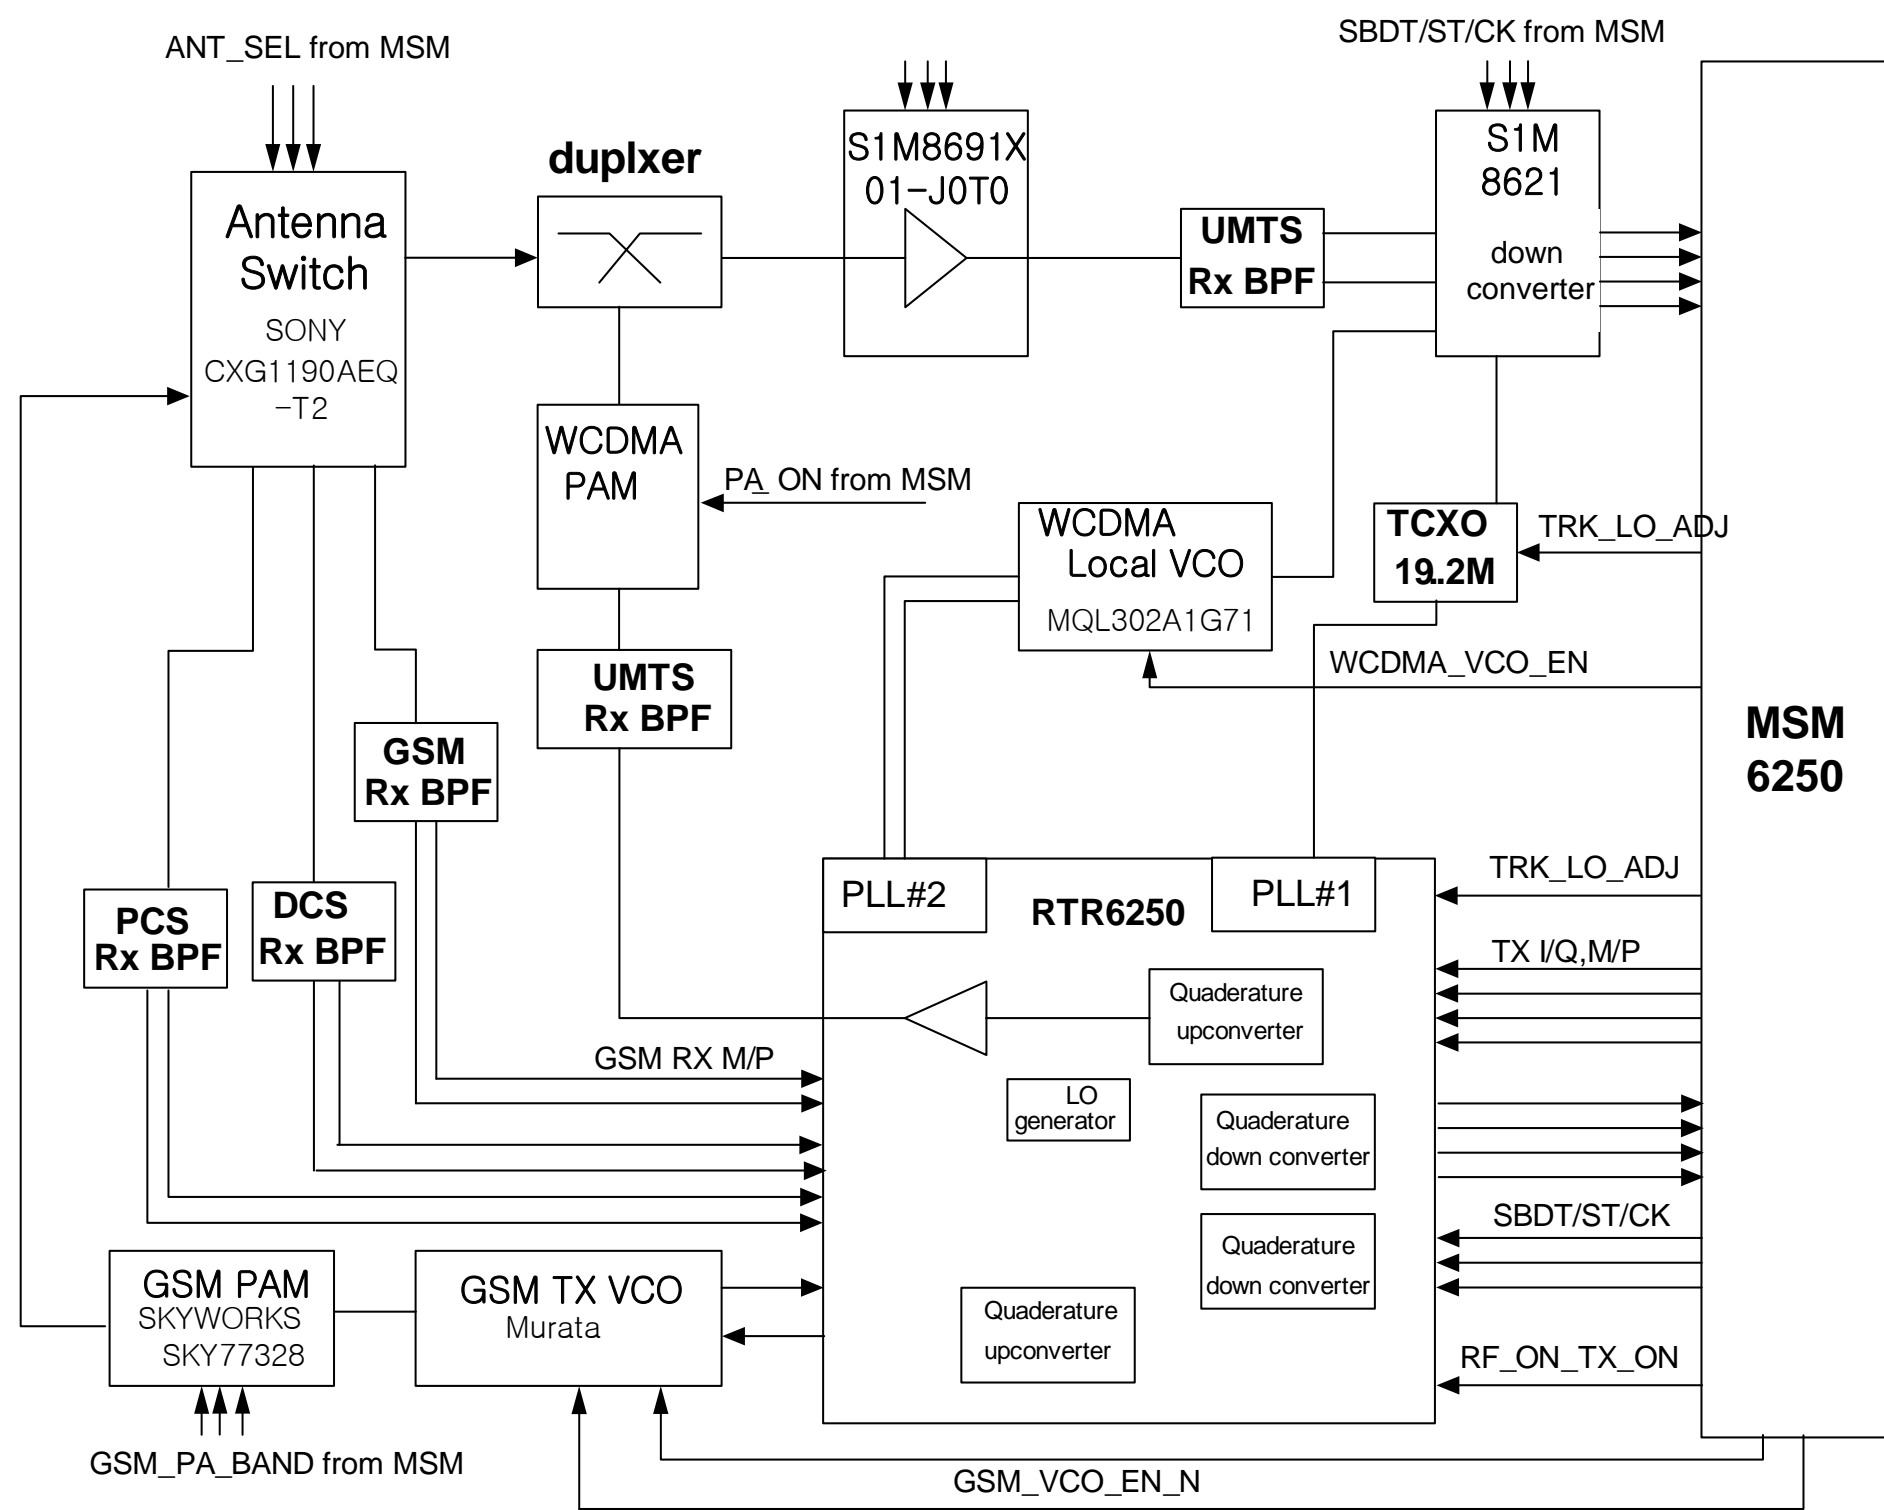 ANT_SEL from MSM
SBDT/ST/CK from MSM
duplxer
S1M8691X
01-J0T0
S1M
8621
down
converter
Antenna
Switch
SONY
CXG1190AEQ
-T2
UMTS
Rx BPF
WCDMA
PAM
PA_ON from MSM
WCDMA
Local VCO
MQL302A1G71
TCXO
19..2M
TRK_LO_ADJ
WCDMA_VCO_EN
MSM
6250
UMTS
Rx BPF
GSM
Rx BPF
PCS
Rx BPF
DCS
Rx BPF
PLL#2
RTR6250
PLL#1
TRK_LO_ADJ
TX I/Q,M/P
Quaderature
upconverter
GSM RX M/P
LO
generator
Quaderature
down converter
SBDT/ST/CK
Quaderature
down converter
GSM PAM
SKYWORKS
SKY77328
GSM TX VCO
Murata
Quaderature
upconverter
RF_ON_TX_ON
GSM_PA_BAND from MSM
GSM_VCO_EN_N